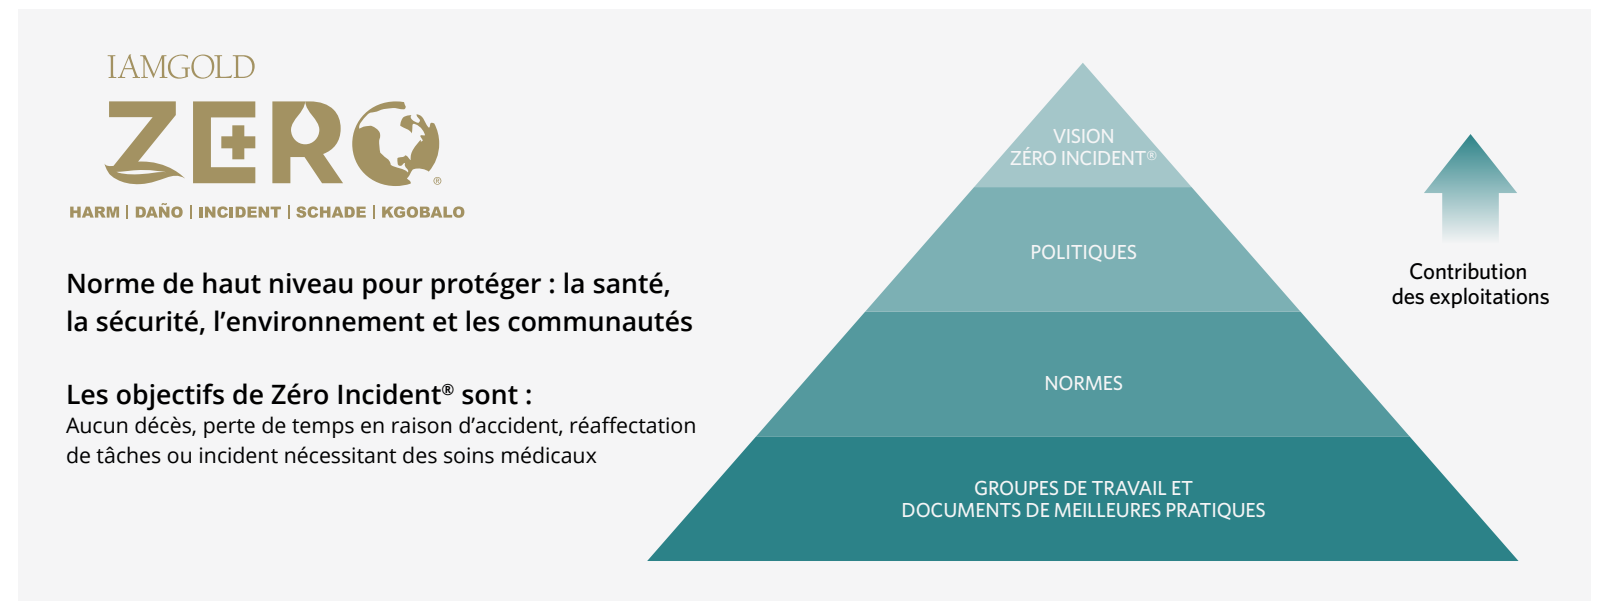 IAMGOLD
ZERO®
HARM | DAÑO | INCIDENT | SCHADE | KGOBALO
Norme de haut niveau pour protéger : la santé,
la sécurité, l’environnement et les communautés
Les objectifs de Zéro Incident® sont :
Aucun décès, perte de temps en raison d’accident, réaffectation
de tâches ou incident nécessitant des soins médicaux
VISION
ZÉRO INCIDENT®
POLITIQUES
NORMES
GROUPES DE TRAVAIL ET
DOCUMENTS DE MEILLEURES PRATIQUES
Contribution
des exploitations